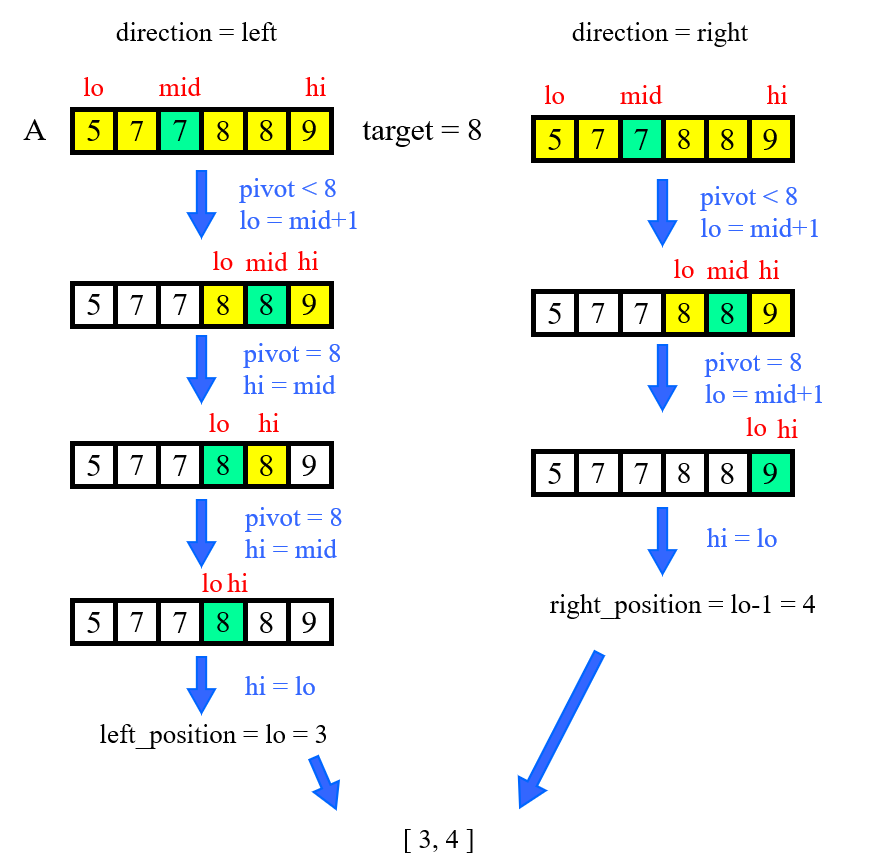 direction = left
lo mid hi
A 5 7 7 8 8 9 target = 8
pivot < 8
lo = mid+1
lo mid hi
5 7 7 8 8 9
pivot = 8
hi = mid
lo hi
5 7 7 8 8 9
pivot = 8
hi = mid
lo hi
5 7 7 8 8 9
hi = lo
left_position = lo = 3
direction = right
lo mid hi
5 7 7 8 8 9
pivot < 8
lo = mid+1
lo mid hi
5 7 7 8 8 9
pivot = 8
lo = mid+1
lo hi
5 7 7 8 8 9
hi = lo
right_position = lo-1 = 4
[ 3, 4 ]